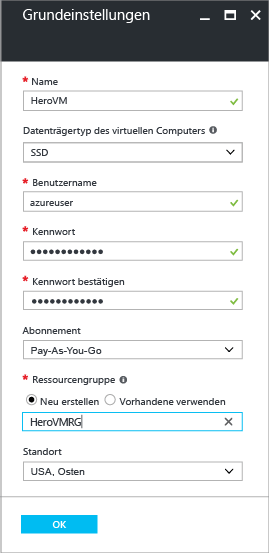 Grundeinstellungen
* Name
HeroVM
Datenträgertyp des virtuellen Computers
SSD
* Benutzername
azureuser
* Kennwort
••••••••••••
* Kennwort bestätigen
••••••••••••
Abonnement
Pay-As-You-Go
* Ressourcengruppe
Neu erstellen Vorhandene verwenden
HeroVMRG
Standort
USA, Osten
OK